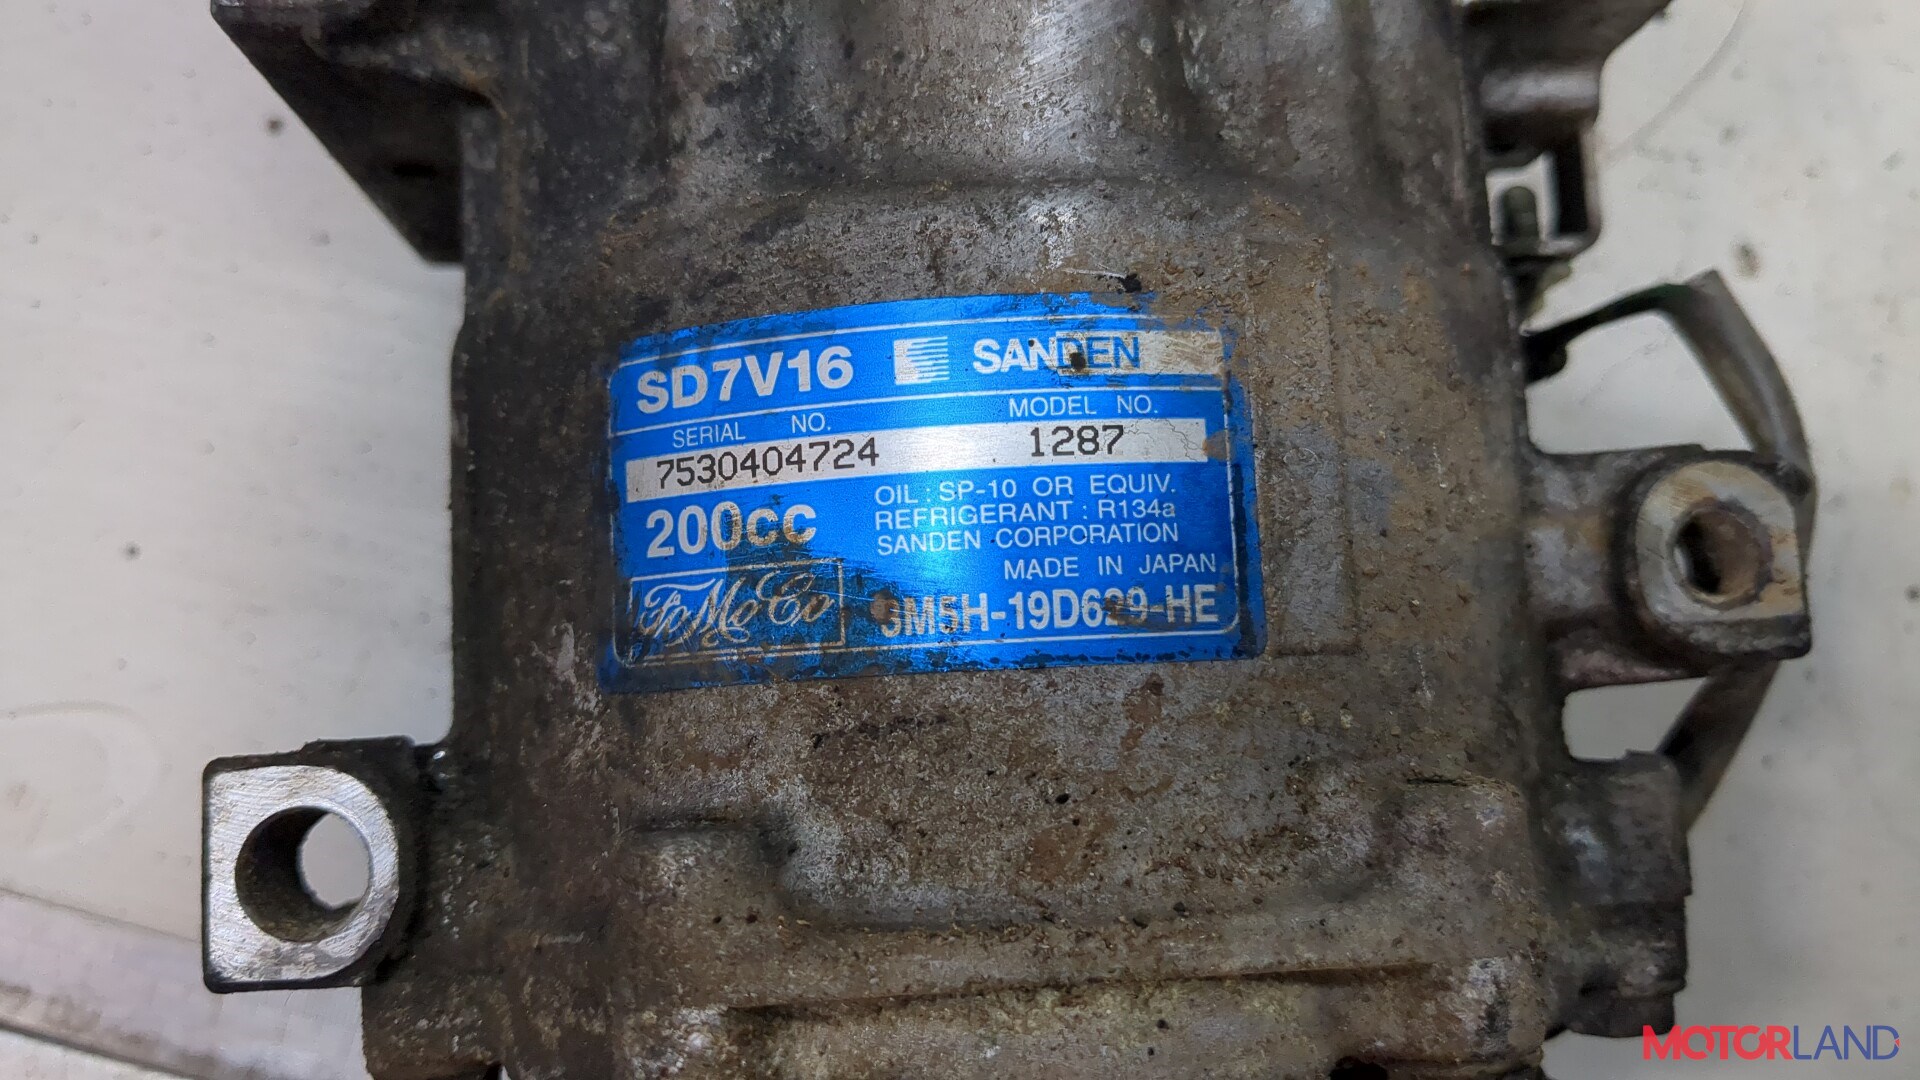 SD7V16 SANDEN
SERIAL NO. MODEL NO.
7530404724 1287
200cc
OIL : SP-10 OR EQUIV.
REFRIGERANT : R134a
SANDEN CORPORATION
MADE IN JAPAN
FoMoCo 3M5H-19D629-HE
MOTORLAND